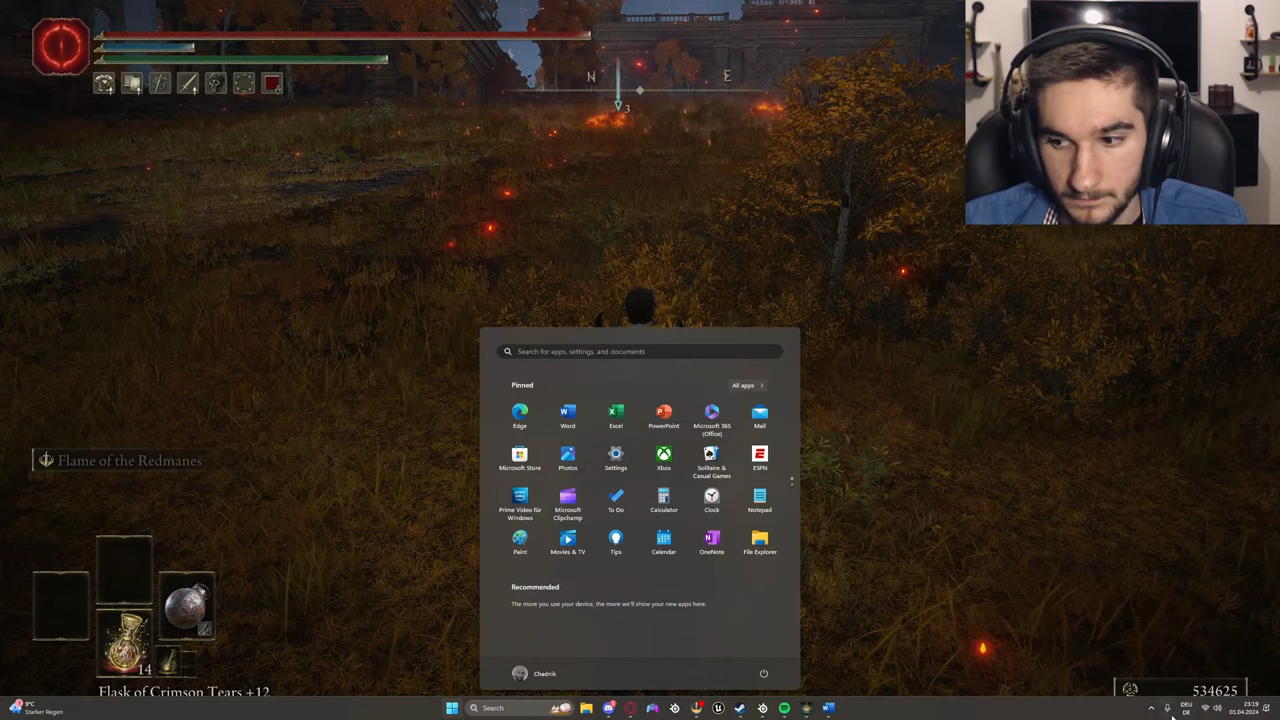 N
E
3
Search for apps, settings, and documents
Pinned
All apps
Edge
Word
Excel
PowerPoint
Microsoft 365
(Office)
Mail
Microsoft Store
Photos
Settings
Xbox
Solitaire &
Casual Games
ESPN
Prime Video für
Windows
Microsoft
Clipchamp
To Do
Calculator
Clock
Notepad
Paint
Movies & TV
Tips
Calendar
OneNote
File Explorer
Recommended
The more you use your device, the more we'll show your new apps here.
Chadnik
Flame of the Redmanes
14
Flask of Crimson Tears +12
534625
9°C
Starker Regen
Search
DEU
DE
23:19
01.04.2024